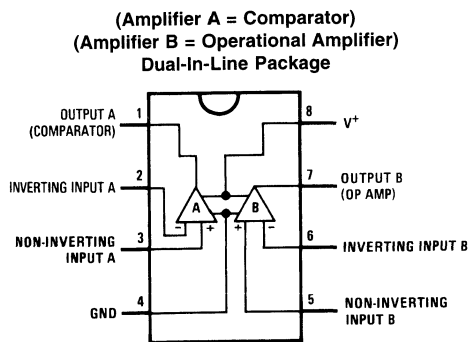 (Amplifier A = Comparator)
(Amplifier B = Operational Amplifier)
Dual-In-Line Package
OUTPUT A
(COMPARATOR)
1
8
V+
INVERTING INPUT A
2
7
OUTPUT B
(OP AMP)
A
B
- +
+ -
NON-INVERTING
INPUT A
3
6
INVERTING INPUT B
GND
4
5
NON-INVERTING
INPUT B